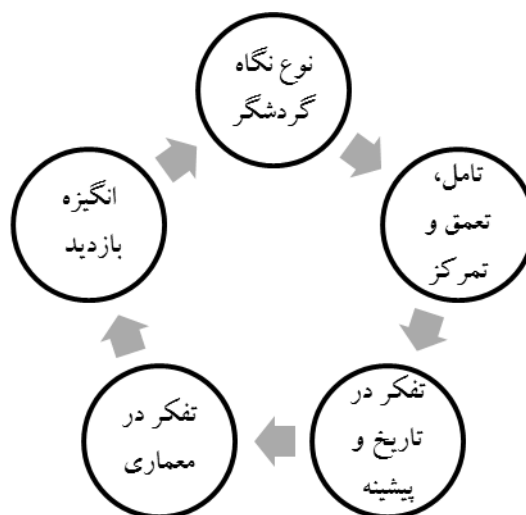 نوع نگاه
گردشگر
تامل،
تعمق و
تمرکز
تفکر در
تاریخ و
پیشینه
تفکر در
معماری
انگیزه
بازدید